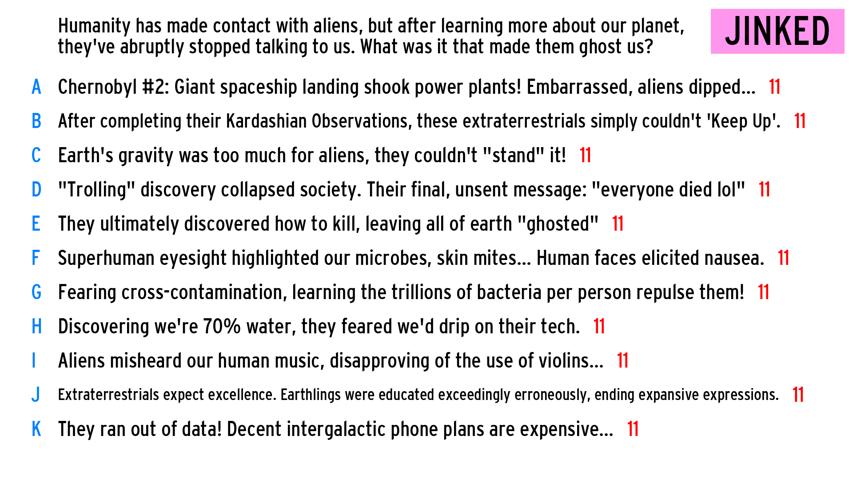 Humanity has made contact with aliens, but after learning more about our planet,
they've abruptly stopped talking to us. What was it that made them ghost us?
JINKED
A Chernobyl #2: Giant spaceship landing shook power plants! Embarrassed, aliens dipped... 11
B After completing their Kardashian Observations, these extraterrestrials simply couldn't 'Keep Up'. 11
C Earth's gravity was too much for aliens, they couldn't "stand" it! 11
D "Trolling" discovery collapsed society. Their final, unsent message: "everyone died lol" 11
E They ultimately discovered how to kill, leaving all of earth "ghosted" 11
F Superhuman eyesight highlighted our microbes, skin mites... Human faces elicited nausea. 11
G Fearing cross-contamination, learning the trillions of bacteria per person repulse them! 11
H Discovering we're 70% water, they feared we'd drip on their tech. 11
I Aliens misheard our human music, disapproving of the use of violins... 11
J Extraterrestrials expect excellence. Earthlings were educated exceedingly erroneously, ending expansive expressions. 11
K They ran out of data! Decent intergalactic phone plans are expensive... 11